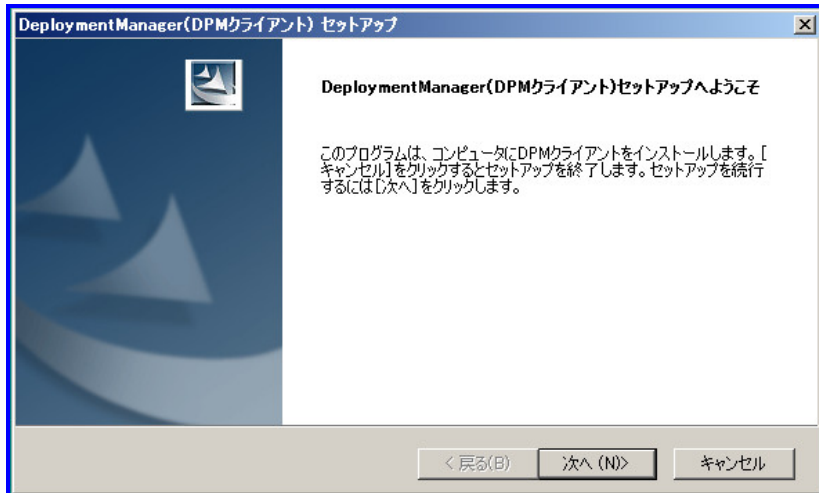 DeploymentManager(DPMクライアント) セットアップ
DeploymentManager(DPMクライアント)セットアップへようこそ
このプログラムは、コンピュータにDPMクライアントをインストールします。[
キャンセル]をクリックするとセットアップを終了します。セットアップを続行
するには[次へ]をクリックします。
< 戻る(B)
次へ (N)>
キャンセル